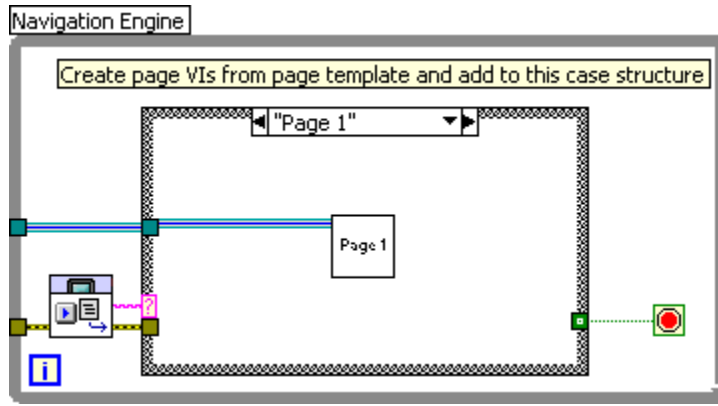 Navigation Engine
Create page VIs from page template and add to this case structure
"Page 1"
Page 1
?
i